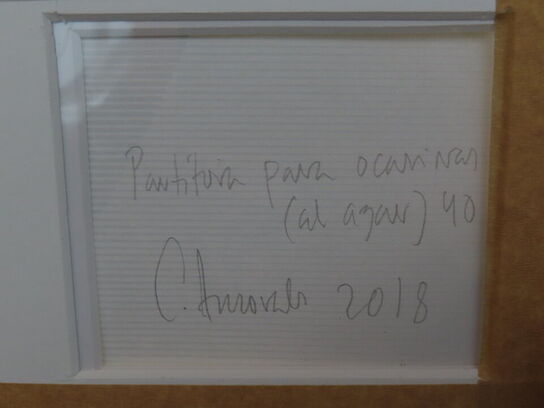 Partitura para ocarinas
(al azar) 40
C. 2018